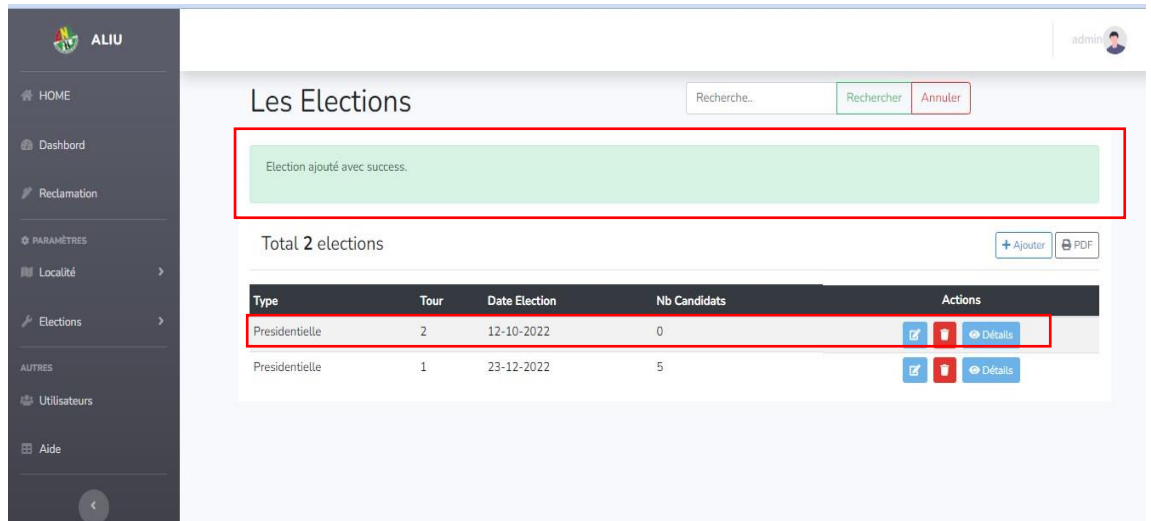 ALIU
admin
HOME
Les Elections
Recherche..
Rechercher
Annuler
Dashbord
Election ajouté avec success.
Reclamation
PARAMÈTRES
Total 2 elections
+ Ajouter
PDF
Localité
Type Tour Date Election Nb Candidats Actions
Elections
Presidentielle 2 12-10-2022 0 Détails
Presidentielle 1 23-12-2022 5 Détails
AUTRES
Utilisateurs
Aide